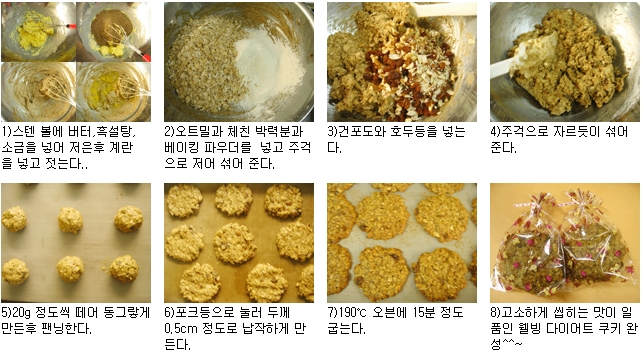 1)스텐 볼에 버터,흑설탕,
소금을 넣어 저은후 계란
을 넣고 젓는다..
2)오트밀과 체친 박력분과
베이킹 파우더를 넣고 주걱
으로 저어 섞어 준다.
3)건포도와 호두등을 넣는
다.
4)주걱으로 자르듯이 섞어
준다.
5)20g 정도씩 떼어 동그랗게
만든후 팬닝한다.
6)포크등으로 눌러 두께
0,5cm 정도로 납작하게 만
든다.
7)190℃ 오븐에 15분 정도
굽는다.
8)고소하게 씹히는 맛이 일
품인 웰빙 다이어트 쿠키 완
성^^~